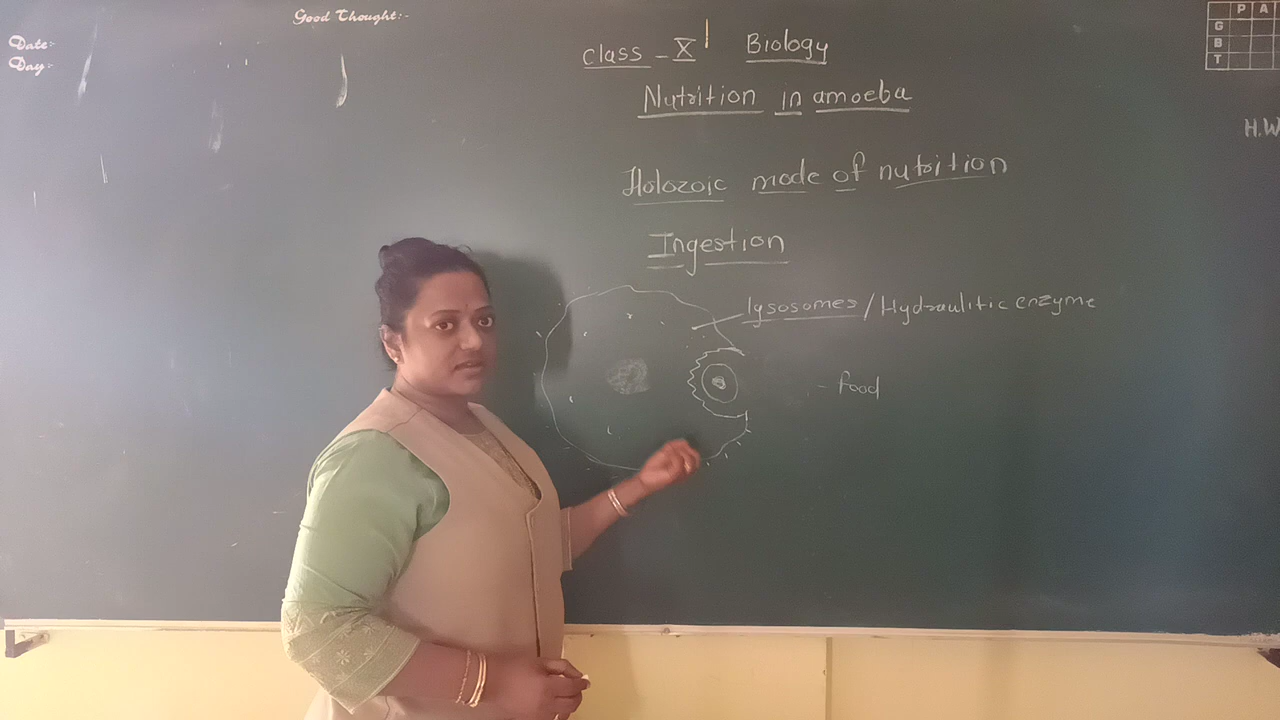 Good Thought:-
Date:-
Day:-
P A
G
B
T
Class - X Biology
Nutrition in amoeba
H.W
Holozoic mode of nutrition
Ingestion
lysosomes / Hydraulitic enzyme
- food